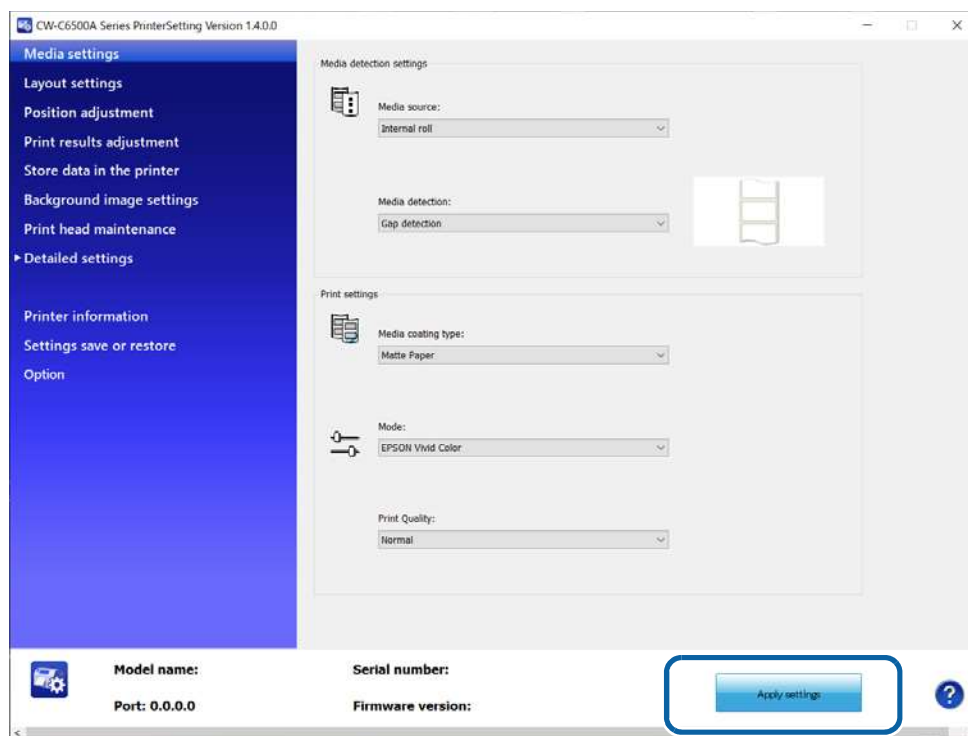 CW-C6500A Series PrinterSetting Version 1.4.0.0
Media settings
Layout settings
Position adjustment
Print results adjustment
Store data in the printer
Background image settings
Print head maintenance
Detailed settings
Printer information
Settings save or restore
Option
Media detection settings
Media source:
Internal roll
Media detection:
Gap detection
Print settings
Media coating type:
Matte Paper
Mode:
EPSON Vivid Color
Print Quality:
Normal
Model name:
Serial number:
Port: 0.0.0.0
Firmware version:
Apply settings
?